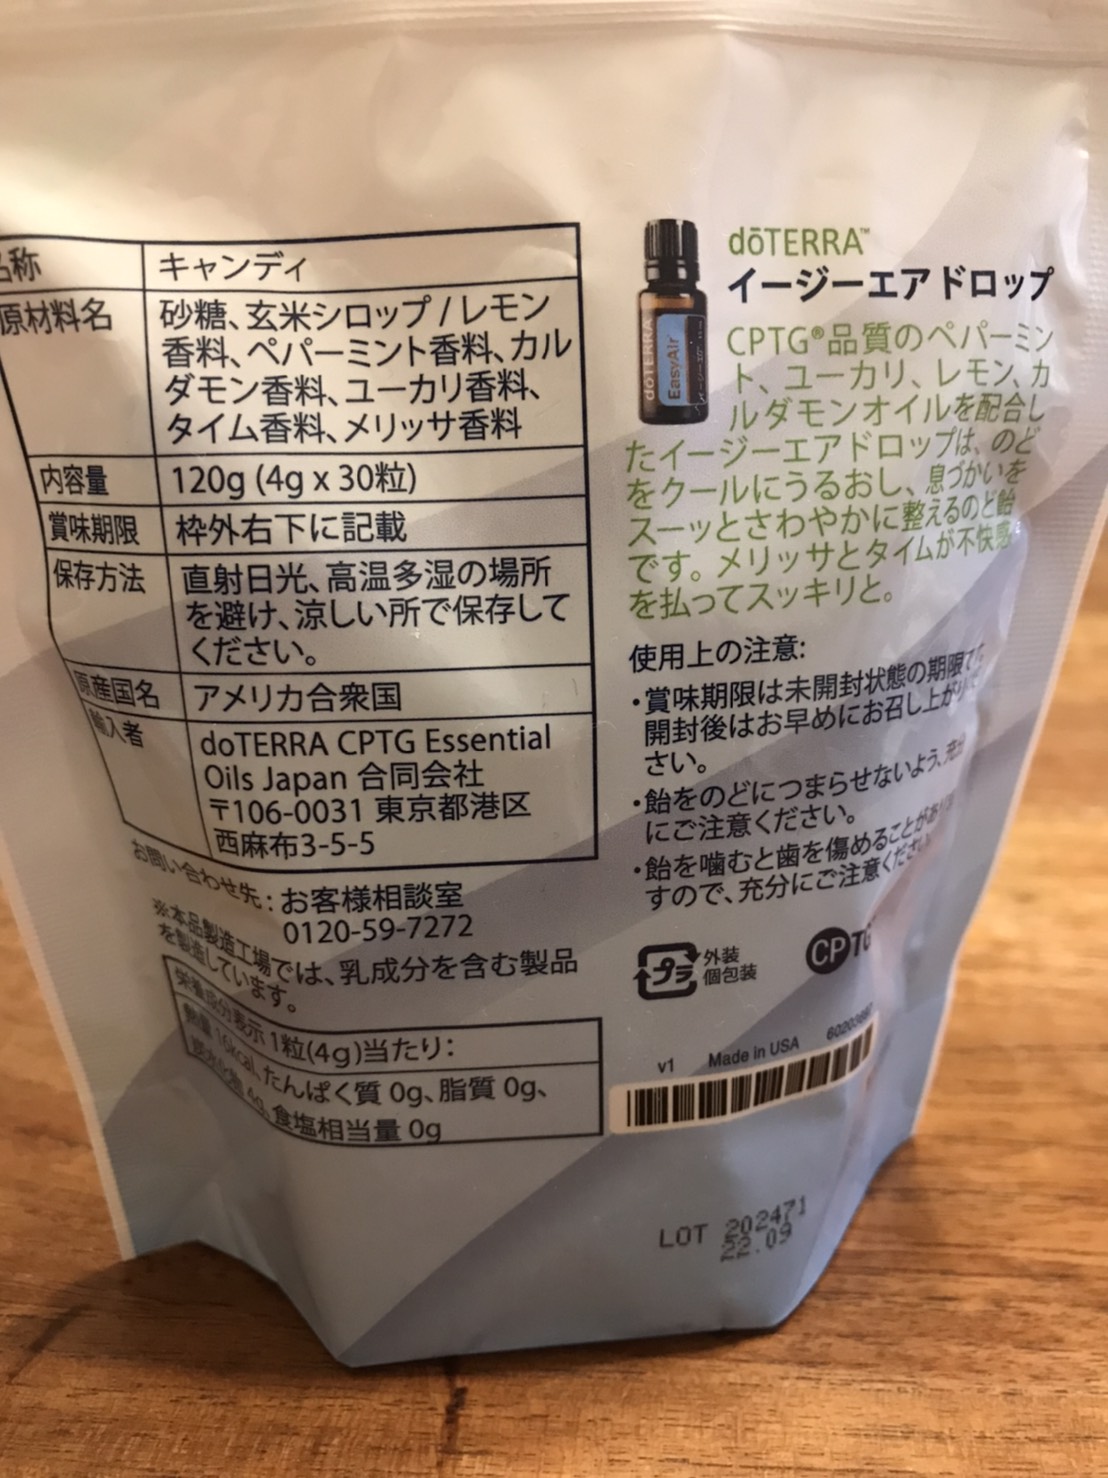 名称 キャンディ
原材料名 砂糖、玄米シロップ / レモン
香料、ペパーミント香料、カル
ダモン香料、ユーカリ香料、
タイム香料、メリッサ香料
内容量 120g (4g x 30粒)
賞味期限 枠外右下に記載
保存方法 直射日光、高温多湿の場所
を避け、涼しい所で保存して
ください。
原産国名 アメリカ合衆国
輸入者 doTERRA CPTG Essential
Oils Japan 合同会社
〒106-0031 東京都港区
西麻布3-5-5
お問い合わせ先: お客様相談室
0120-59-7272
※本品製造工場では、乳成分を含む製品
を製造しています。
栄養成分表示 1粒(4g)当たり:
熱量 16kcal、たんぱく質 0g、脂質 0g、
炭水化物 4g、食塩相当量 0g
dōTERRA™
イージーエア ドロップ
dōTERRA
EasyAir
CPTG®品質のペパーミン
ト、ユーカリ、レモン、カ
ルダモンオイルを配合し
たイージーエアドロップは、のど
をクールにうるおし、息づかいを
スーッとさわやかに整えるのど飴
です。メリッサとタイムが不快感
を払ってスッキリと。
使用上の注意:
・賞味期限は未開封状態の期限で
開封後はお早めにお召し上がり
さい。
・飴をのどにつまらせないよう、充
にご注意ください。
・飴を噛むと歯を傷めることがあ
すので、充分にご注意くださ
プラ
外装
個包装
CPTG
v1 Made in USA
LOT 202471
22.09